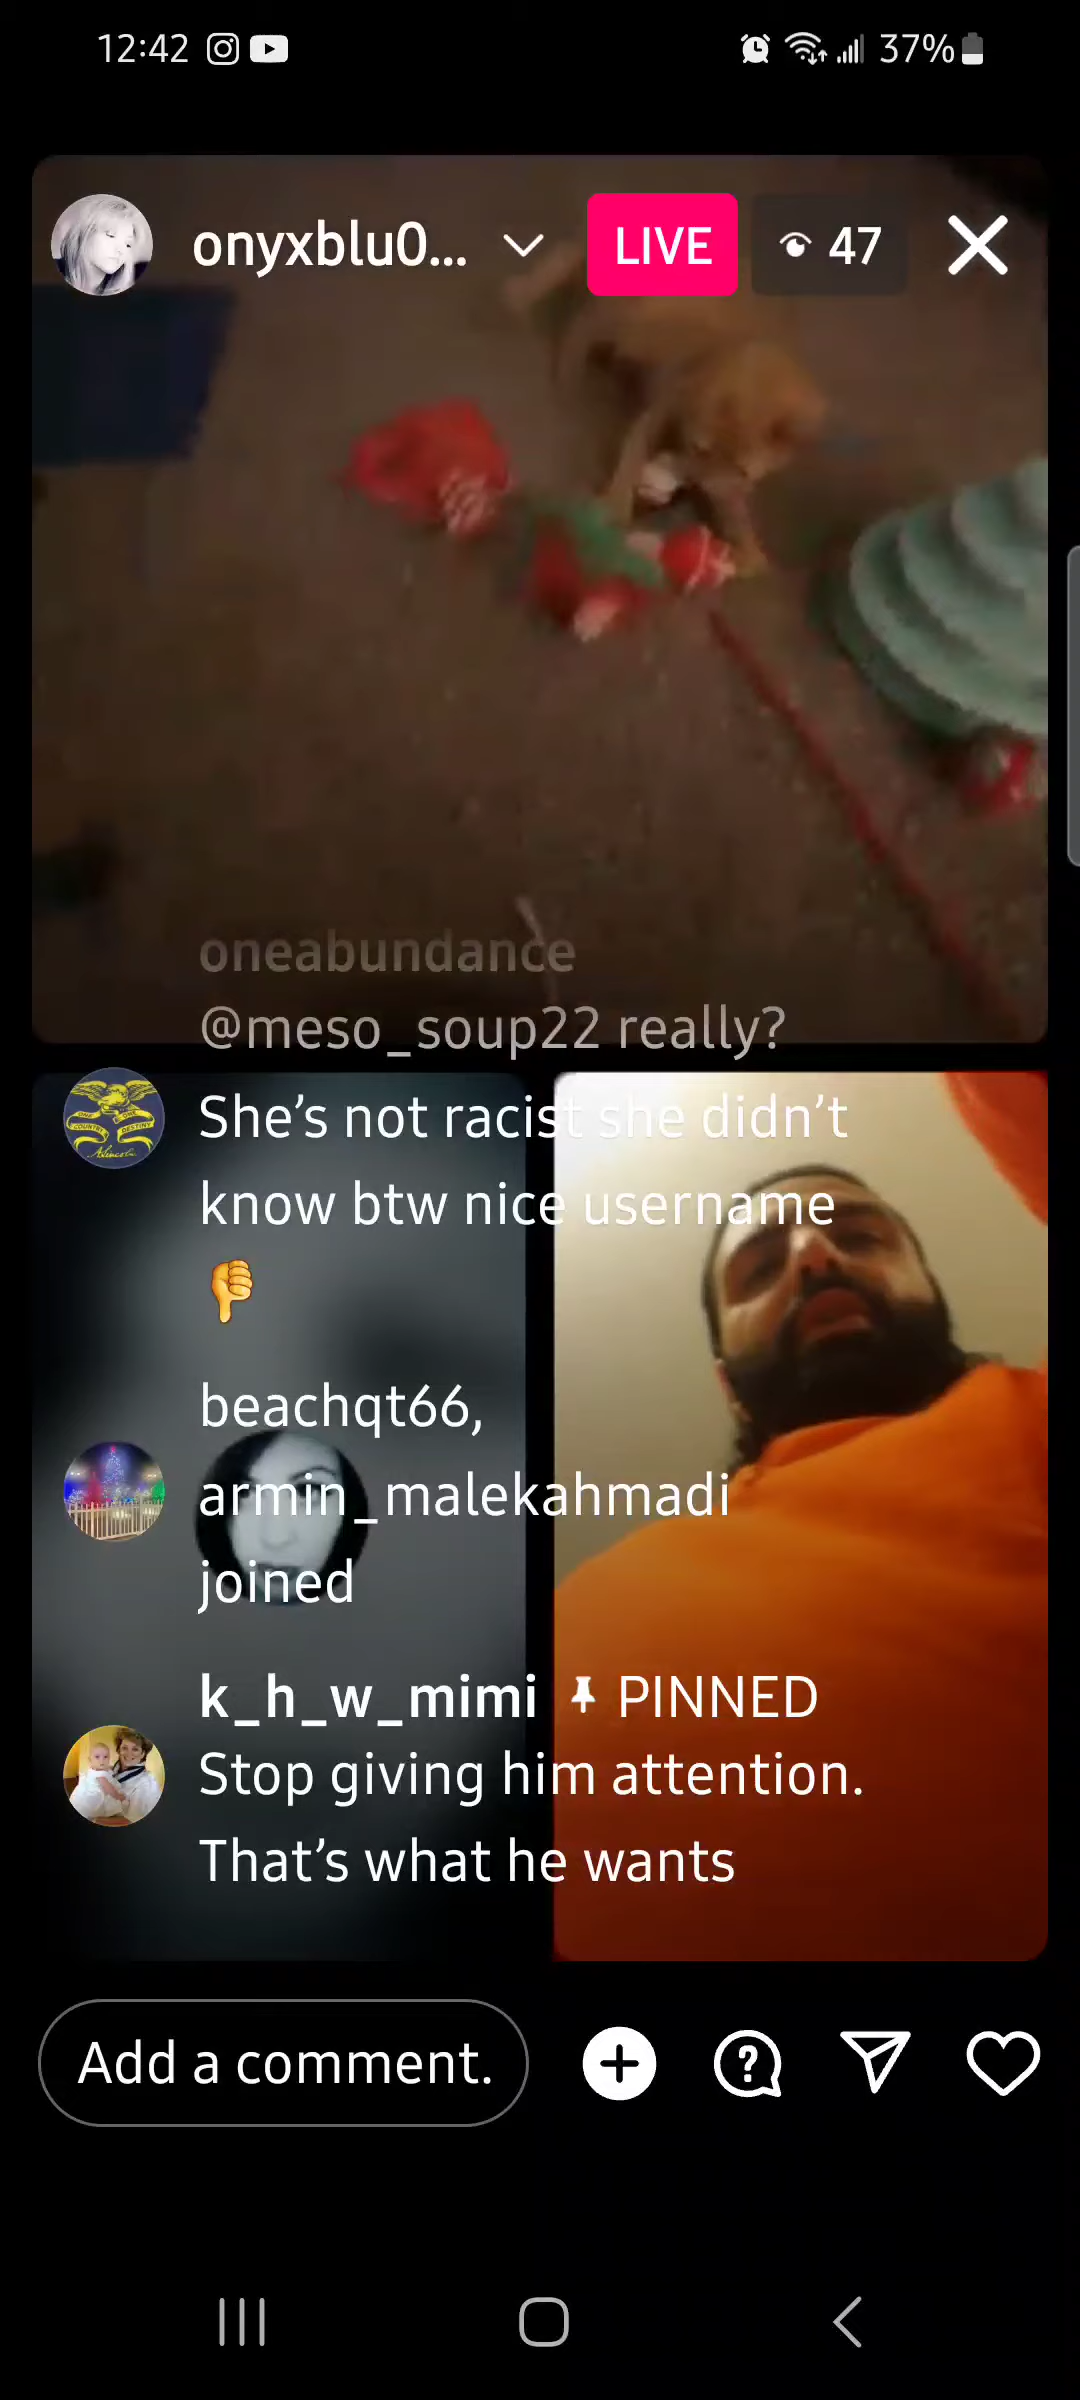 12:42
37%
onyxblu0...
LIVE
47
oneabundance
@meso_soup22 really?
She's not racist she didn't
know btw nice username
👎
beachqt66,
armin_malekahmadi
joined
k_h_w_mimi PINNED
Stop giving him attention.
That's what he wants
Add a comment.